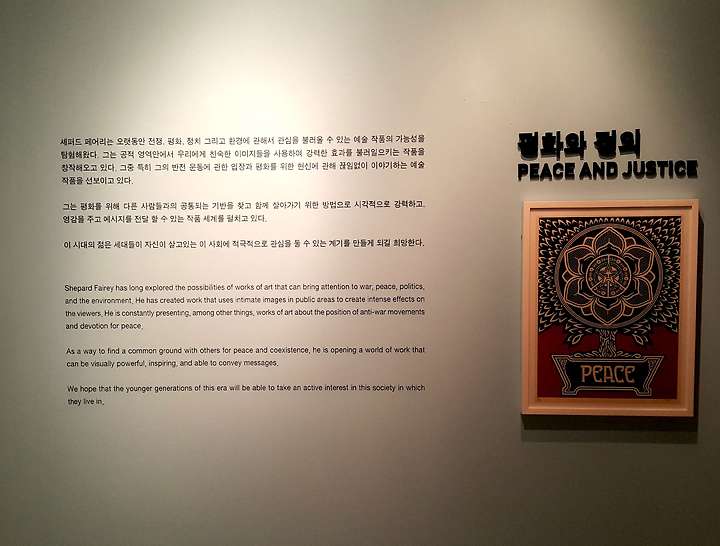 셰퍼드 페어리는 오랫동안 전쟁, 평화, 정치 그리고 환경에 관해서 관심을 불러올 수 있는 예술 작품의 가능성을
탐험해왔다. 그는 공적 영역안에서 우리에게 친숙한 이미지들을 사용하여 강력한 효과를 불러일으키는 작품을
창작해오고 있다. 그중 특히 그의 반전 운동에 관한 입장과 평화를 위한 헌신에 관해 끊임없이 이야기하는 예술
작품을 선보이고 있다.
그는 평화를 위해 다른 사람들과의 공통되는 기반을 찾고 함께 살아가기 위한 방법으로 시각적으로 강력하고,
영감을 주고 메시지를 전달 할 수 있는 작품 세계를 펼치고 있다.
이 시대의 젊은 세대들이 자신이 살고있는 이 사회에 적극적으로 관심을 둘 수 있는 계기를 만들게 되길 희망한다.
Shepard Fairey has long explored the possibilities of works of art that can bring attention to war, peace, politics,
and the environment. He has created work that uses intimate images in public areas to create intense effects on
the viewers. He is constantly presenting, among other things, works of art about the position of anti-war movements
and devotion for peace.
As a way to find a common ground with others for peace and coexistence, he is opening a world of work that
can be visually powerful, inspiring, and able to convey messages.
We hope that the younger generations of this era will be able to take an active interest in this society in which
they live in.
평화와 정의
PEACE AND JUSTICE
PEACE